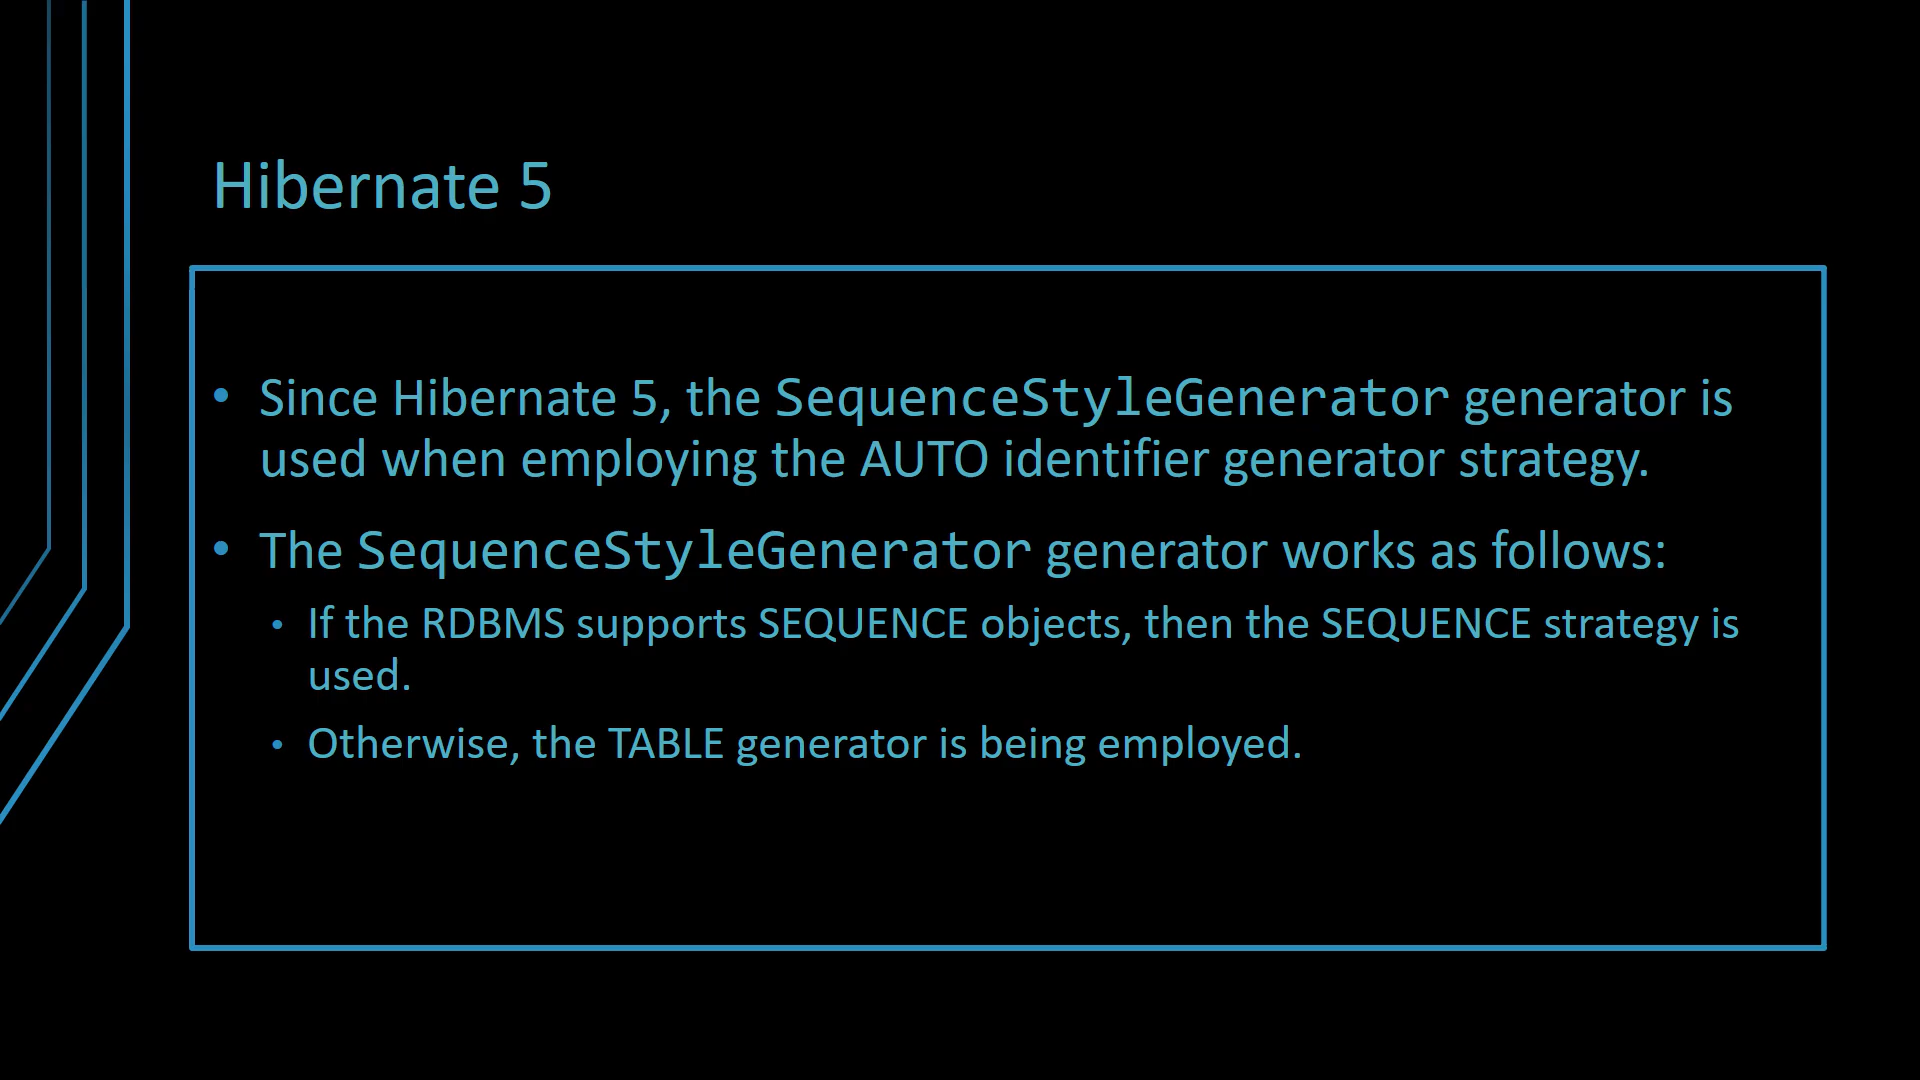 Hibernate 5
• Since Hibernate 5, the SequenceStyleGenerator generator is
used when employing the AUTO identifier generator strategy.
• The SequenceStyleGenerator generator works as follows:
• If the RDBMS supports SEQUENCE objects, then the SEQUENCE strategy is
used.
• Otherwise, the TABLE generator is being employed.